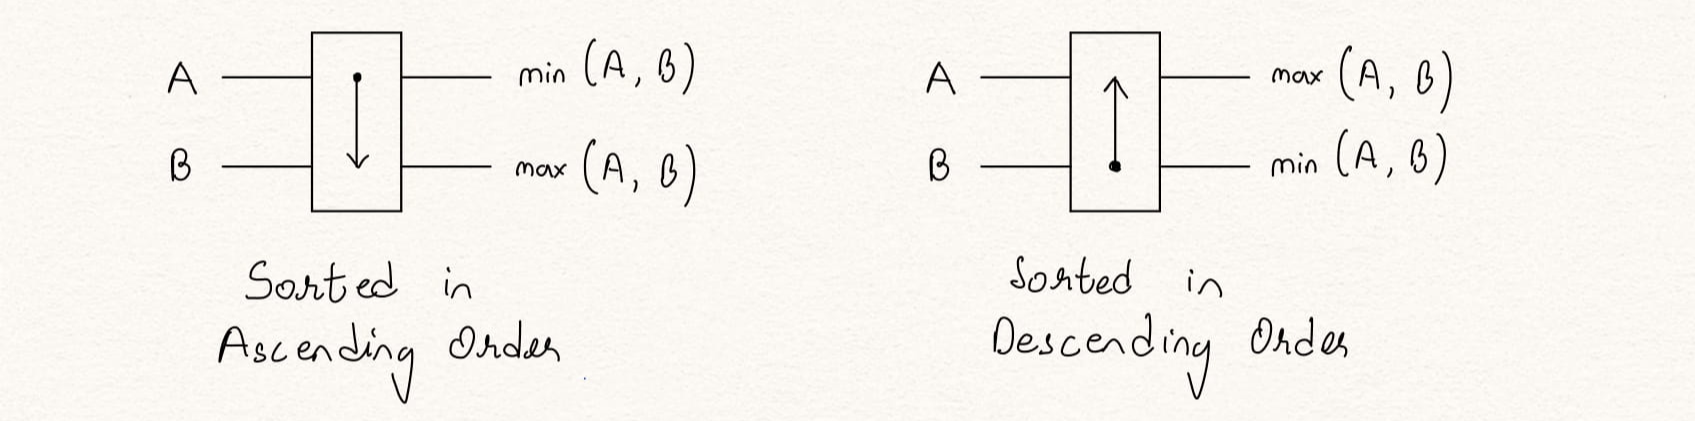 A min (A, B)
B max (A, B)
Sorted in
Ascending Order
A max (A, B)
B min (A, B)
Sorted in
Descending Order